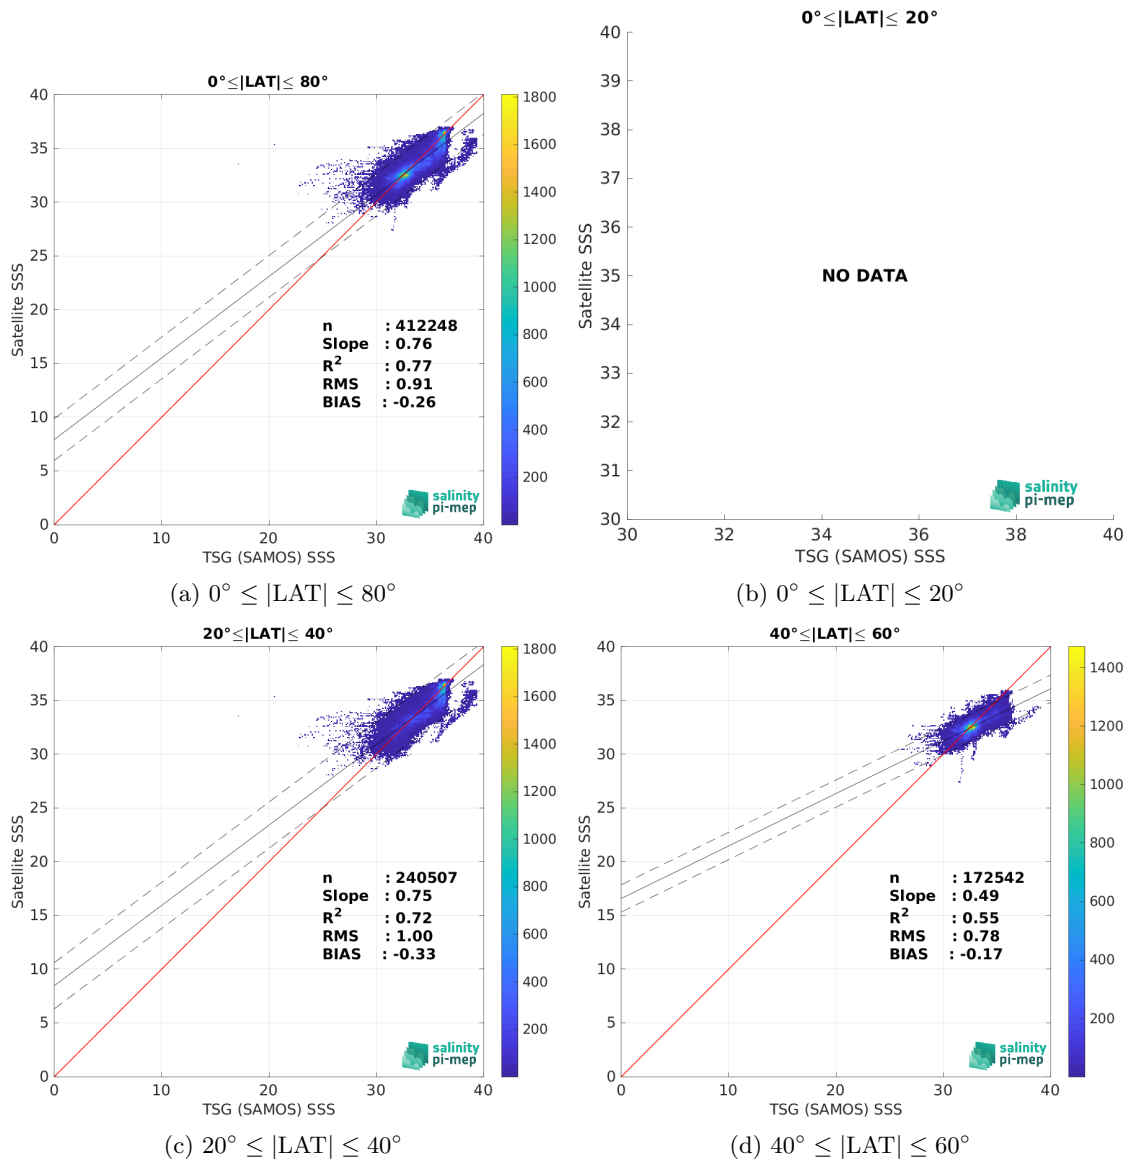 0°≤|LAT|≤ 80°
40
35
30
25
20
15
10
5
0
Satellite SSS
n : 412248
Slope : 0.76
R² : 0.77
RMS : 0.91
BIAS : -0.26
salinity
pi-mep
0 10 20 30 40
TSG (SAMOS) SSS
1800
1600
1400
1200
1000
800
600
400
200
(a) 0° ≤ |LAT| ≤ 80°
0°≤|LAT|≤ 20°
40
39
38
37
36
35
34
33
32
31
30
Satellite SSS
NO DATA
salinity
pi-mep
30 32 34 36 38 40
TSG (SAMOS) SSS
(b) 0° ≤ |LAT| ≤ 20°
20°≤|LAT|≤ 40°
40
35
30
25
20
15
10
5
0
Satellite SSS
n : 240507
Slope : 0.75
R² : 0.72
RMS : 1.00
BIAS : -0.33
salinity
pi-mep
0 10 20 30 40
TSG (SAMOS) SSS
1800
1600
1400
1200
1000
800
600
400
200
(c) 20° ≤ |LAT| ≤ 40°
40°≤|LAT|≤ 60°
40
35
30
25
20
15
10
5
0
Satellite SSS
n : 172542
Slope : 0.49
R² : 0.55
RMS : 0.78
BIAS : -0.17
salinity
pi-mep
0 10 20 30 40
TSG (SAMOS) SSS
1400
1200
1000
800
600
400
200
(d) 40° ≤ |LAT| ≤ 60°